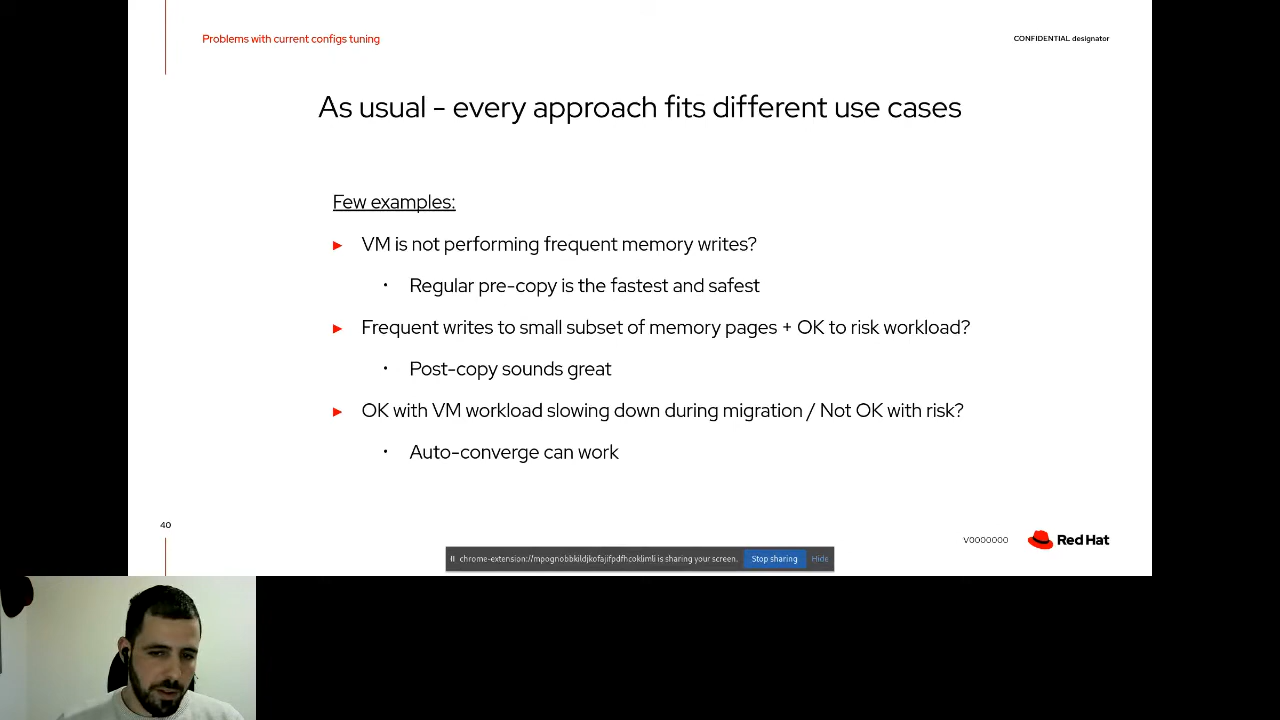 Problems with current configs tuning
CONFIDENTIAL designator
As usual - every approach fits different use cases
Few examples:
► VM is not performing frequent memory writes?
• Regular pre-copy is the fastest and safest
► Frequent writes to small subset of memory pages + OK to risk workload?
• Post-copy sounds great
► OK with VM workload slowing down during migration / Not OK with risk?
• Auto-converge can work
40
V0000000
Red Hat
chrome-extension://mpognobbkildjkofajifpdfhcoklimli is sharing your screen.
Stop sharing
Hide